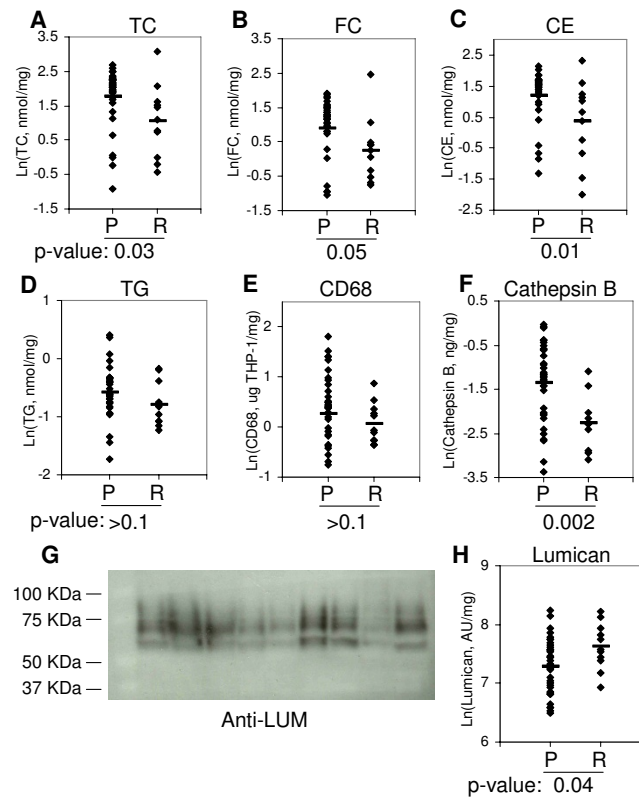 A TC
Ln(TC, nmol/mg)
3.5
2.5
1.5
0.5
-0.5
-1.5
P R
p-value: 0.03
B FC
Ln(FC, nmol/mg)
3.5
2.5
1.5
0.5
-0.5
-1.5
P R
0.05
C CE
Ln(CE, nmol/mg)
2.5
1.5
0.5
-0.5
-1.5
-2.5
P R
0.01
D TG
Ln(TG, nmol/mg)
1
0
-1
-2
P R
p-value: >0.1
E CD68
Ln(CD68, ug THP-1/mg)
2
1
0
-1
P R
>0.1
F Cathepsin B
Ln(Cathepsin B, ng/mg)
0.5
-0.5
-1.5
-2.5
-3.5
P R
0.002
G
100 KDa
75 KDa
50 KDa
37 KDa
Anti-LUM
H Lumican
Ln(Lumican, AU/mg)
9
8
7
6
P R
p-value: 0.04